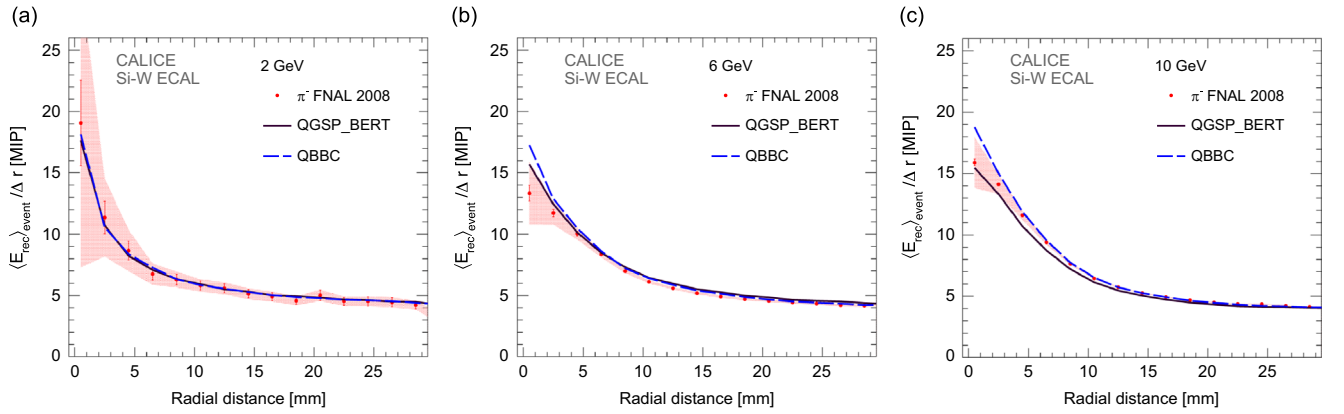 (a)
CALICE
Si-W ECAL
2 GeV
π⁻ FNAL 2008
QGSP_BERT
QBBC
⟨E_rec⟩_event /Δ r [MIP]
25
20
15
10
5
0
0 5 10 15 20 25
Radial distance [mm]
(b)
CALICE
Si-W ECAL
6 GeV
π⁻ FNAL 2008
QGSP_BERT
QBBC
⟨E_rec⟩_event /Δ r [MIP]
25
20
15
10
5
0
0 5 10 15 20 25
Radial distance [mm]
(c)
CALICE
Si-W ECAL
10 GeV
π⁻ FNAL 2008
QGSP_BERT
QBBC
⟨E_rec⟩_event /Δ r [MIP]
25
20
15
10
5
0
0 5 10 15 20 25
Radial distance [mm]